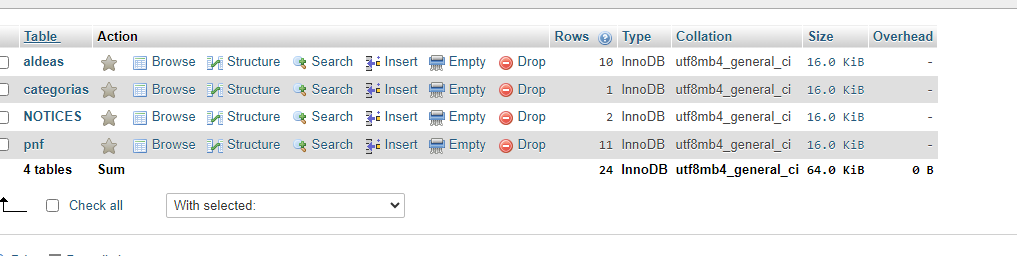 Table Action Rows Type Collation Size Overhead
aldeas Browse Structure Search Insert Empty Drop 10 InnoDB utf8mb4_general_ci 16.0 KiB -
categorias Browse Structure Search Insert Empty Drop 1 InnoDB utf8mb4_general_ci 16.0 KiB -
NOTICES Browse Structure Search Insert Empty Drop 2 InnoDB utf8mb4_general_ci 16.0 KiB -
pnf Browse Structure Search Insert Empty Drop 11 InnoDB utf8mb4_general_ci 16.0 KiB -
4 tables Sum 24 InnoDB utf8mb4_general_ci 64.0 KiB 0 B
Check all With selected: